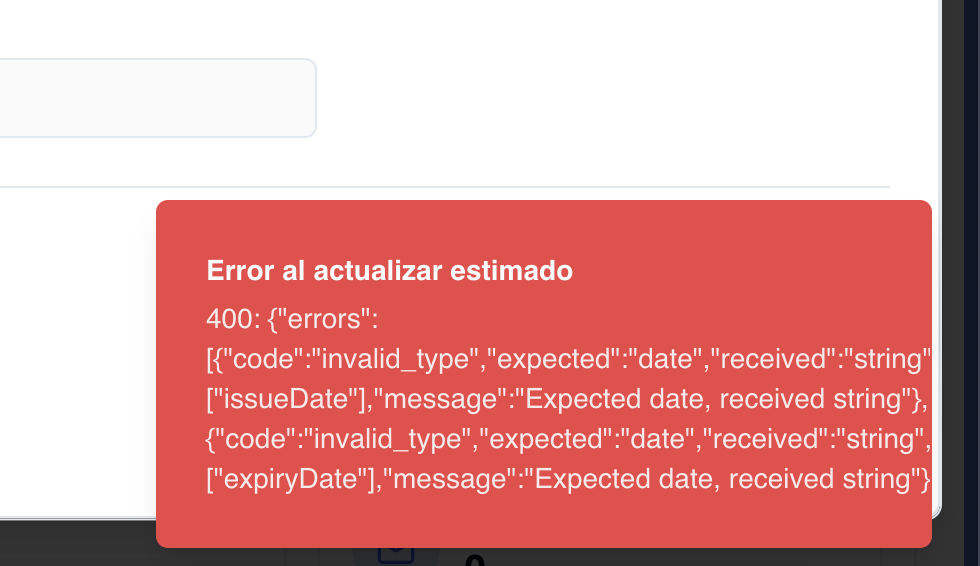 Error al actualizar estimado
400: {"errors":
[{"code":"invalid_type","expected":"date","received":"string"
["issueDate"],"message":"Expected date, received string"},
{"code":"invalid_type","expected":"date","received":"string",
["expiryDate"],"message":"Expected date, received string"}